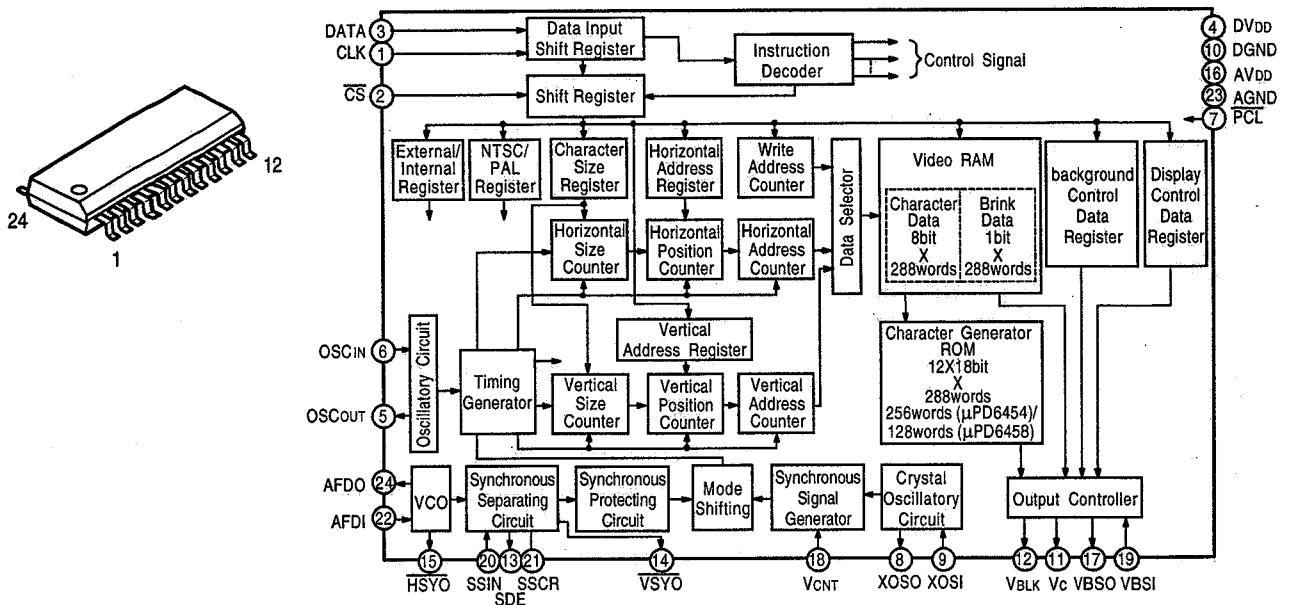 DATA 3
CLK 1
CS 2
Data Input
Shift Register
Instruction
Decoder
Control Signal
Shift Register
4 DVDD
10 DGND
16 AVDD
23 AGND
7 PCL
24
1
12
External/
Internal
Register
NTSC/
PAL
Register
Character
Size
Register
Horizontal
Address
Register
Write
Address
Counter
Data Selector
Video RAM
Character
Data
8bit
X
288words
Brink
Data
1bit
X
288words
background
Control
Data
Register
Display
Control
Data
Register
Horizontal
Size
Counter
Horizontal
Position
Counter
Horizontal
Address
Counter
Vertical
Address Register
OSCIN 6
OSCOUT 5
Oscillatory Circuit
Timing
Generator
Vertical
Size
Counter
Vertical
Position
Counter
Vertical
Address
Counter
Character Generator
ROM
12X18bit
X
288words
256words (μPD6454)/
128words (μPD6458)
AFDO 24
AFDI 22
VCO
Synchronous
Separating
Circuit
Synchronous
Protecting
Circuit
Mode
Shifting
Synchronous
Signal
Generator
Crystal
Oscillatory
Circuit
Output Controller
15 20 13 21 14 18 8 9 12 11 17 19
HSYO SSIN SSCR VSYO VCNT XOSO XOSI VBLK VC VBSO VBSI
SDE